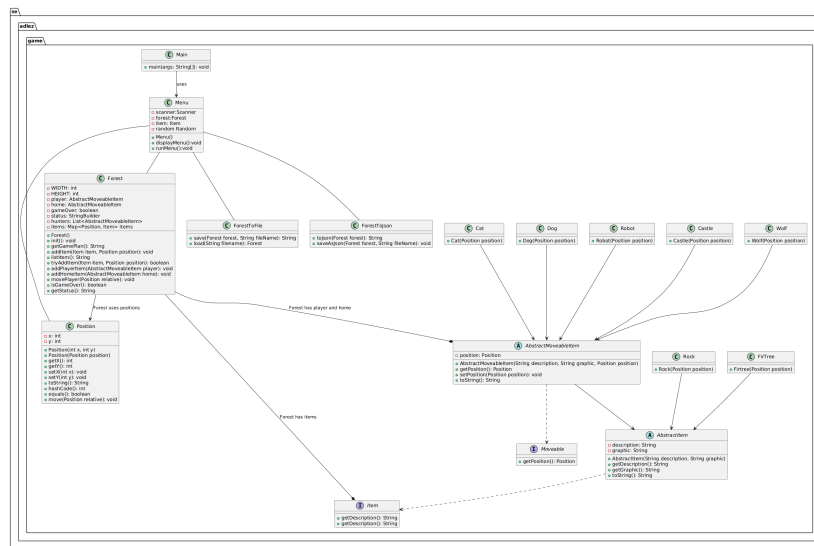 se
adlez
game
Main
main(args: String[]): void
uses
Menu
scanner:Scanner
forest:Forest
item: Item
random Random
Menu()
displayMenu():void
runMenu():void
Forest
WIDTH: int
HEIGHT: int
player: AbstractMoveableItem
home: AbstractMoveableItem
gameOver: boolean
status: StringBuilder
hunters: List<AbstractMoveableItem>
items: Map<Position, Item> items
Forest()
init(): void
getGamePlan(): String
addItem(Item item, Position position): void
listItem(): String
tryAddItem(Item item, Position position): boolean
addPlayerItem(AbstractMoveableItem player): void
addHomeItem(AbstractMoveableItem home): void
movePlayer(Position relative): void
isGameOver(): boolean
getStatus(): String
ForestToFile
save(Forest forest, String fileName): String
load(String filename): Forest
ForestToJson
toJson(Forest forest): String
saveAsJson(Forest forest, String fileName): void
Cat
Cat(Position position)
Dog
Dog(Position position)
Robot
Robot(Position position)
Castle
Castle(Position position)
Wolf
Wolf(Position position)
Forest uses positions
Forest has player and home
Position
x: int
y: int
Position(int x, int y)
Position(Position position)
getX(): int
getY(): int
setX(int x): void
setY(int y): void
toString(): String
hashCode(): int
equals(): boolean
move(Position relative): void
AbstractMoveableItem
position: Position
AbstractMoveableItem(String description, String graphic, Position position)
getPosition(): Position
setPosition(Position position): void
toString(): String
Rock
Rock(Position position)
FirTree
Firtree(Position position)
Forest has items
Moveable
getPosition(): Position
AbstractItem
description: String
graphic: String
AbstractItem(String description, String graphic)
getDescription(): String
getGraphic(): String
toString(): String
Item
getDescription(): String
getDescription(): String